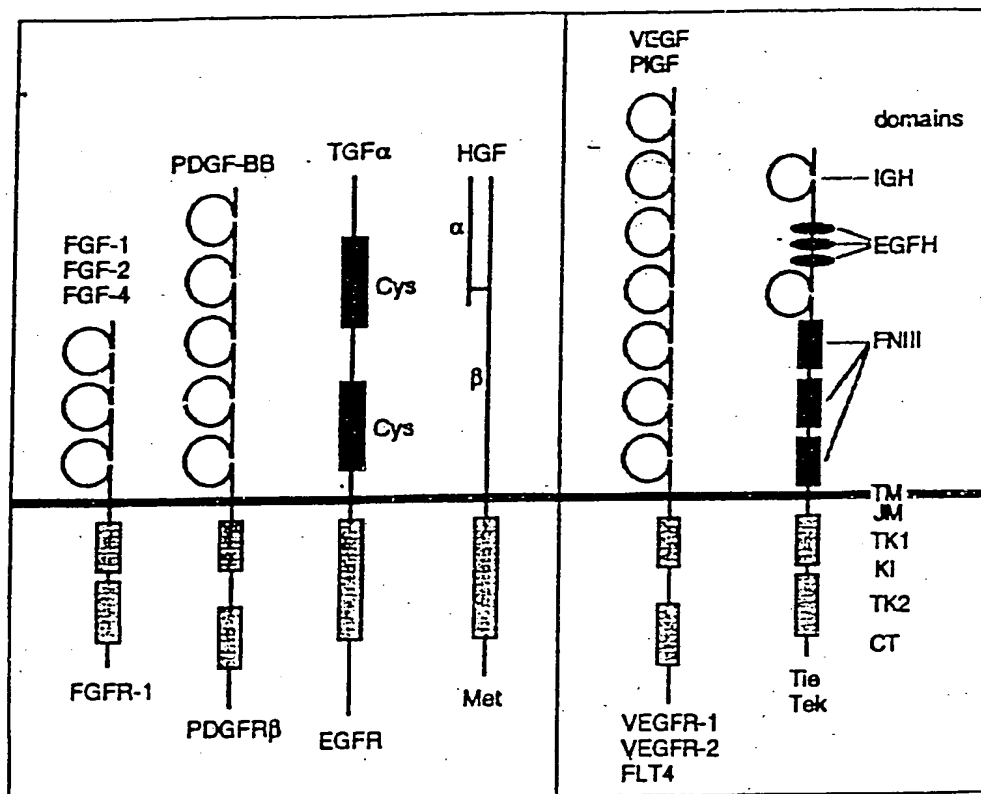 FGF-1
FGF-2
FGF-4
FGFR-1
PDGF-BB
PDGFRβ
TGFα
Cys
Cys
EGFR
HGF
α
β
Met
VEGF
PlGF
VEGFR-1
VEGFR-2
FLT4
Tie
Tek
domains
IGH
EGFH
FNIII
TM
JM
TK1
KI
TK2
CT